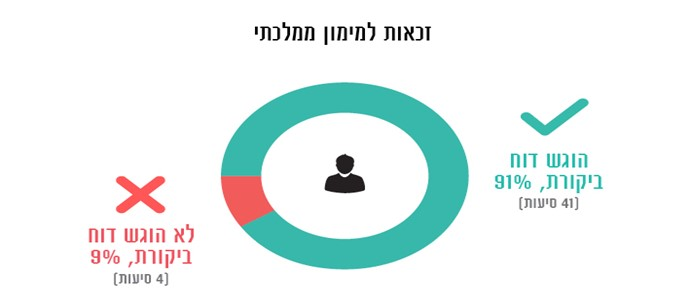 זכאות למימון ממלכתי
הוגש דוח
ביקורת, 91%
(41 סיעות)
לא הוגש דוח
ביקורת, 9%
(4 סיעות)